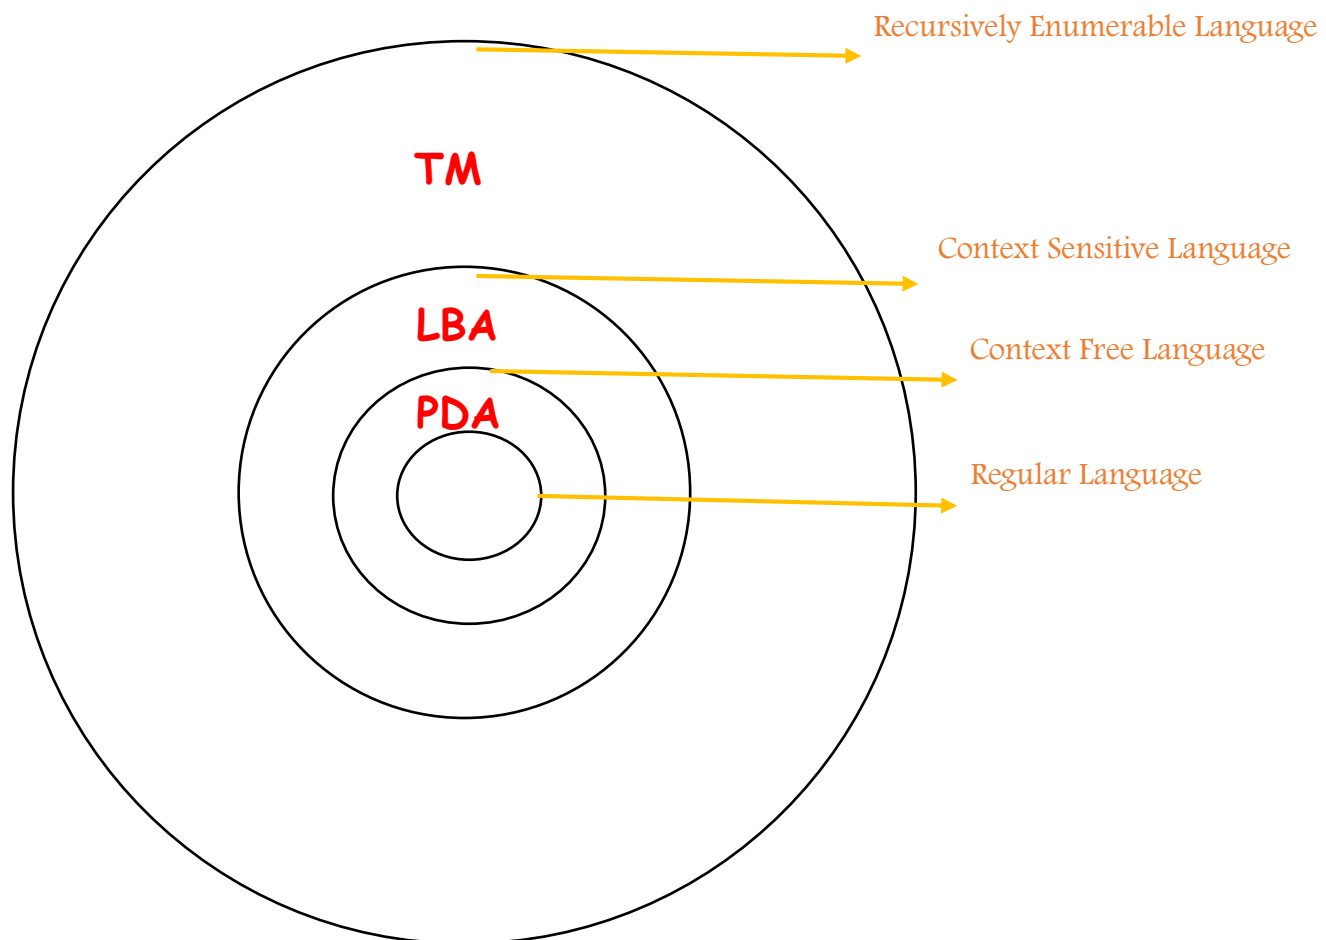 Recursively Enumerable Language
TM
Context Sensitive Language
LBA
Context Free Language
PDA
Regular Language